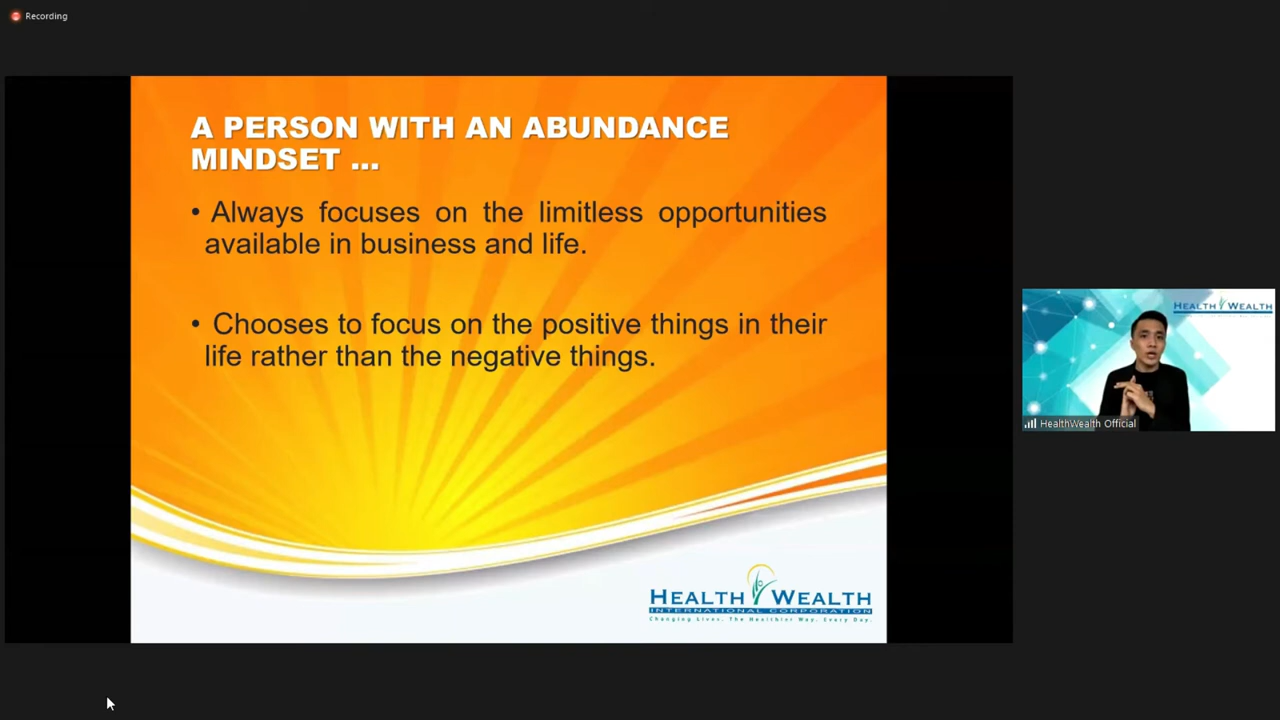 Recording
A PERSON WITH AN ABUNDANCE
MINDSET ...
• Always focuses on the limitless opportunities
available in business and life.
• Chooses to focus on the positive things in their
life rather than the negative things.
HEALTH WEALTH
INTERNATIONAL CORPORATION
Changing Lives. The Healthier Way. Every Day.
HEALTH WEALTH
HealthWealth Official